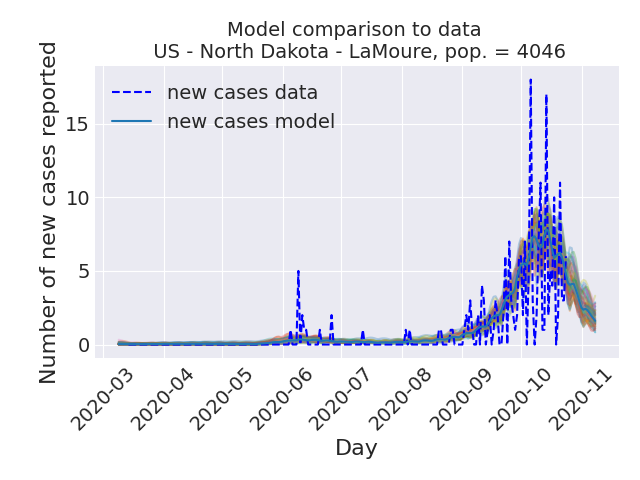 Model comparison to data
US - North Dakota - LaMoure, pop. = 4046
new cases data
new cases model
Number of new cases reported
15
10
5
0
2020-03
2020-04
2020-05
2020-06
2020-07
2020-08
2020-09
2020-10
2020-11
Day